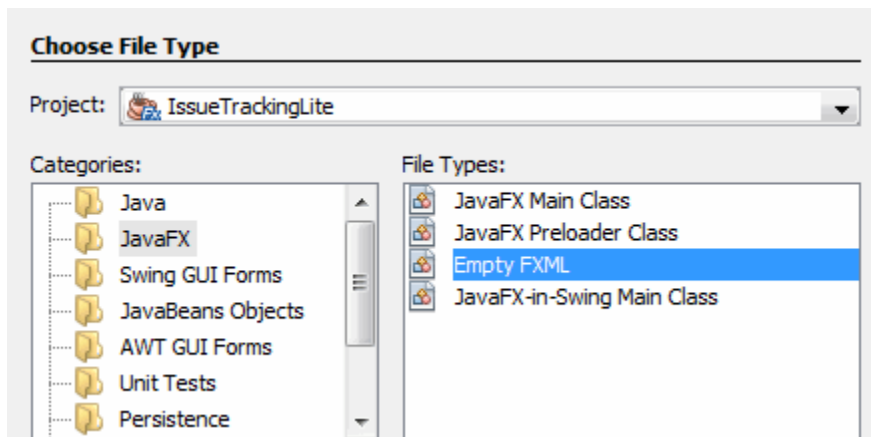 Choose File Type
Project: IssueTrackingLite
Categories:
Java
JavaFX
Swing GUI Forms
JavaBeans Objects
AWT GUI Forms
Unit Tests
Persistence
File Types:
JavaFX Main Class
JavaFX Preloader Class
Empty FXML
JavaFX-in-Swing Main Class